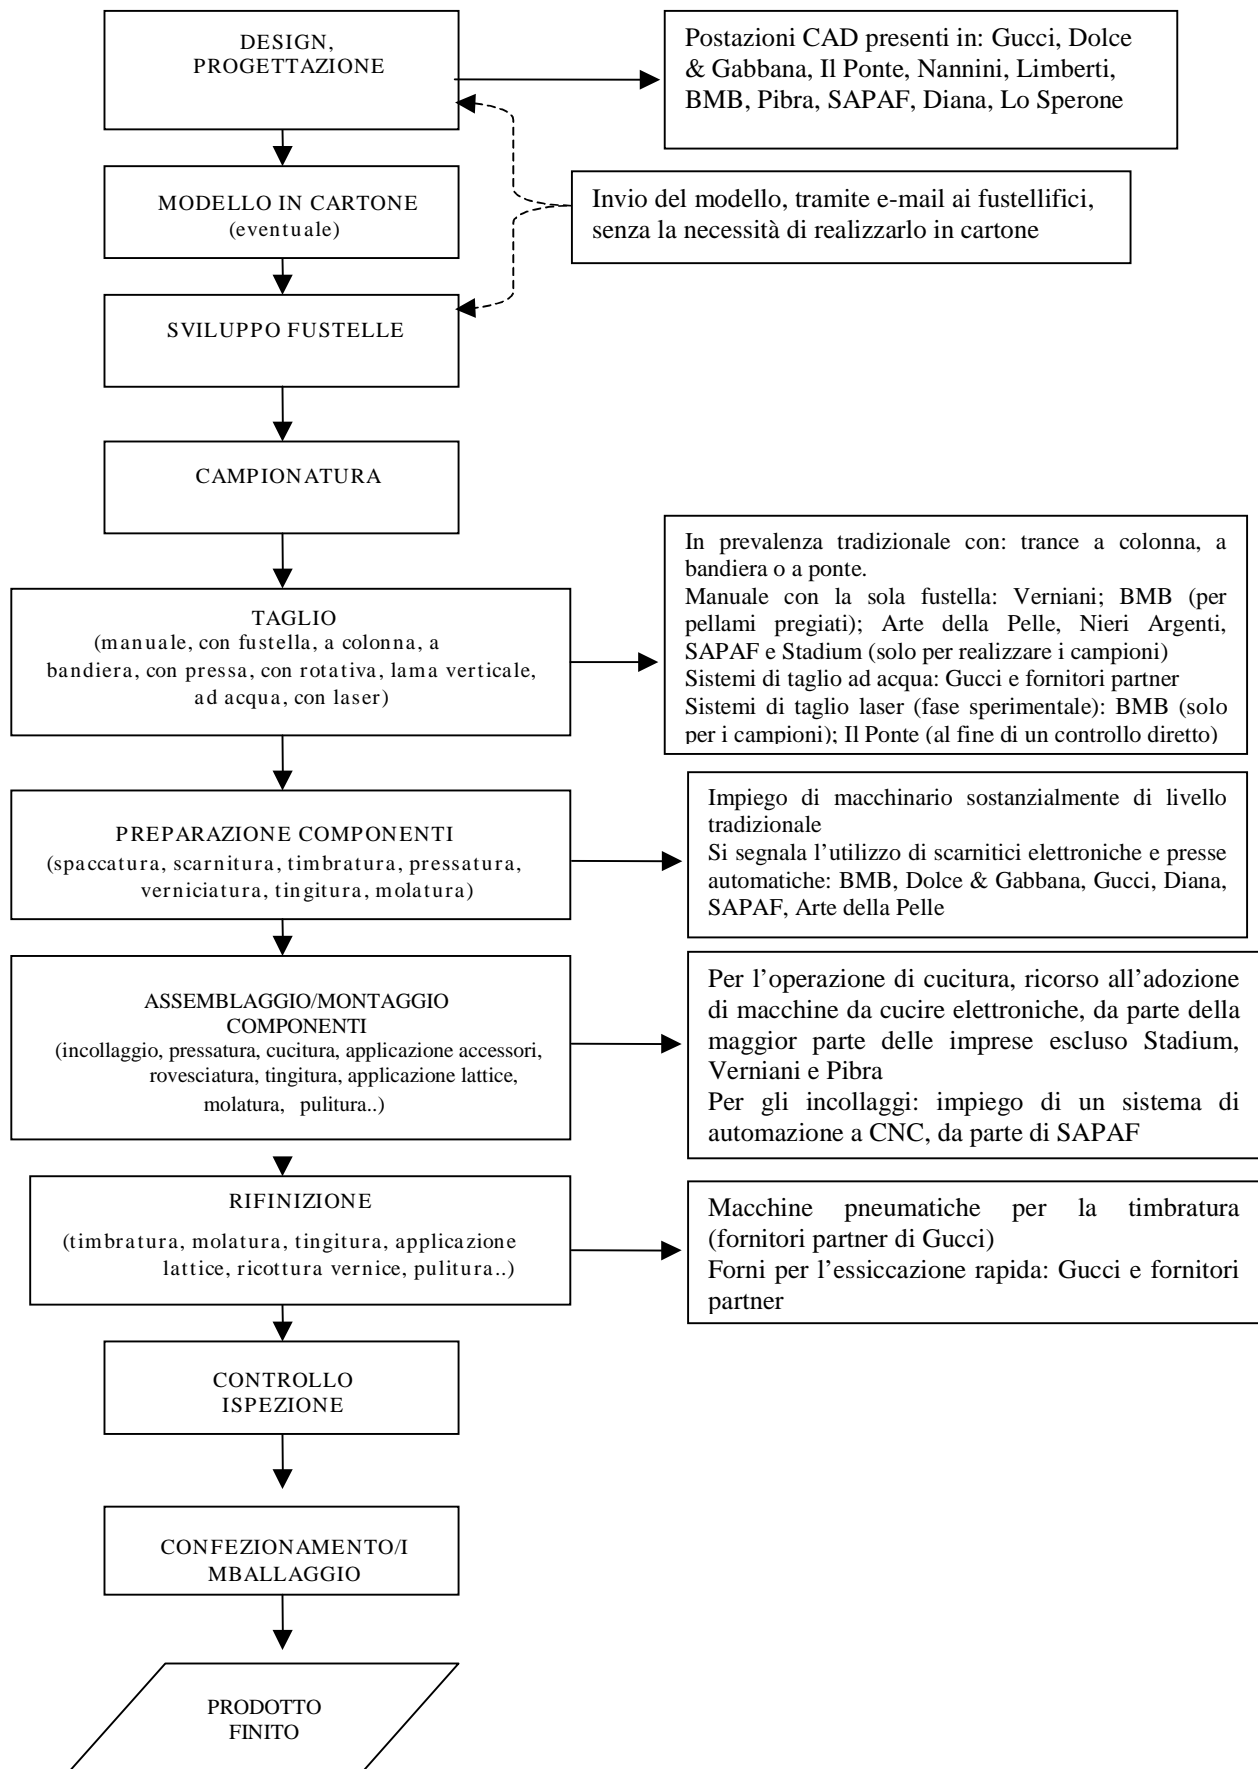 DESIGN,
PROGETTAZIONE
Postazioni CAD presenti in: Gucci, Dolce
& Gabbana, Il Ponte, Nannini, Limberti,
BMB, Pibra, SAPAF, Diana, Lo Sperone
MODELLO IN CARTONE
(eventuale)
Invio del modello, tramite e-mail ai fustellifici,
senza la necessità di realizzarlo in cartone
SVILUPPO FUSTELLE
CAMPIONATURA
TAGLIO
(manuale, con fustella, a colonna, a
bandiera, con pressa, con rotativa, lama verticale,
ad acqua, con laser)
In prevalenza tradizionale con: trance a colonna, a
bandiera o a ponte.
Manuale con la sola fustella: Verniani; BMB (per
pellami pregiati); Arte della Pelle, Nieri Argenti,
SAPAF e Stadium (solo per realizzare i campioni)
Sistemi di taglio ad acqua: Gucci e fornitori partner
Sistemi di taglio laser (fase sperimentale): BMB (solo
per i campioni); Il Ponte (al fine di un controllo diretto)
PREPARAZIONE COMPONENTI
(spaccatura, scarnitura, timbratura, pressatura,
verniciatura, tingitura, molatura)
Impiego di macchinario sostanzialmente di livello
tradizionale
Si segnala l’utilizzo di scarnitici elettroniche e presse
automatiche: BMB, Dolce & Gabbana, Gucci, Diana,
SAPAF, Arte della Pelle
ASSEMBLAGGIO/MONTAGGIO
COMPONENTI
(incollaggio, pressatura, cucitura, applicazione accessori,
rovesciatura, tingitura, applicazione lattice,
molatura, pulitura..)
Per l’operazione di cucitura, ricorso all’adozione
di macchine da cucire elettroniche, da parte della
maggior parte delle imprese escluso Stadium,
Verniani e Pibra
Per gli incollaggi: impiego di un sistema di
automazione a CNC, da parte di SAPAF
RIFINIZIONE
(timbratura, molatura, tingitura, applicazione
lattice, ricottura vernice, pulitura..)
Macchine pneumatiche per la timbratura
(fornitori partner di Gucci)
Forni per l’essiccazione rapida: Gucci e fornitori
partner
CONTROLLO
ISPEZIONE
CONFEZIONAMENTO/I
MBALLAGGIO
PRODOTTO
FINITO